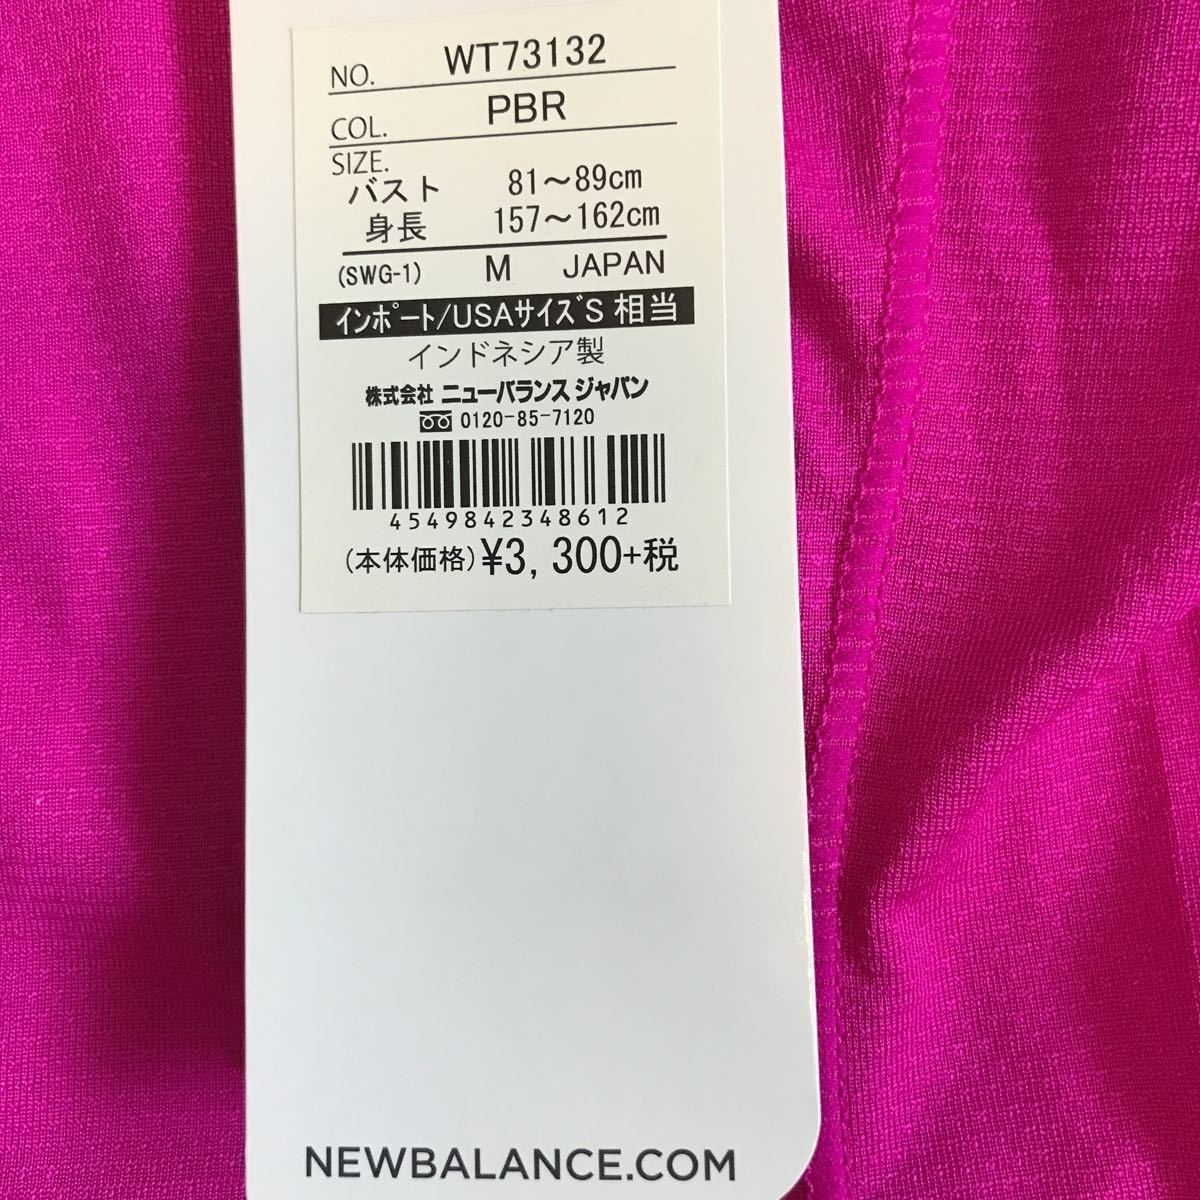 NO. WT73132
COL. PBR
SIZE.
バスト 81～89cm
身長 157～162cm
(SWG-1) M JAPAN
インポート/USAサイズS 相当
インドネシア製
株式会社 ニューバランス ジャパン
0120-85-7120
4549842348612
(本体価格)¥3,300+税
NEWBALANCE.COM